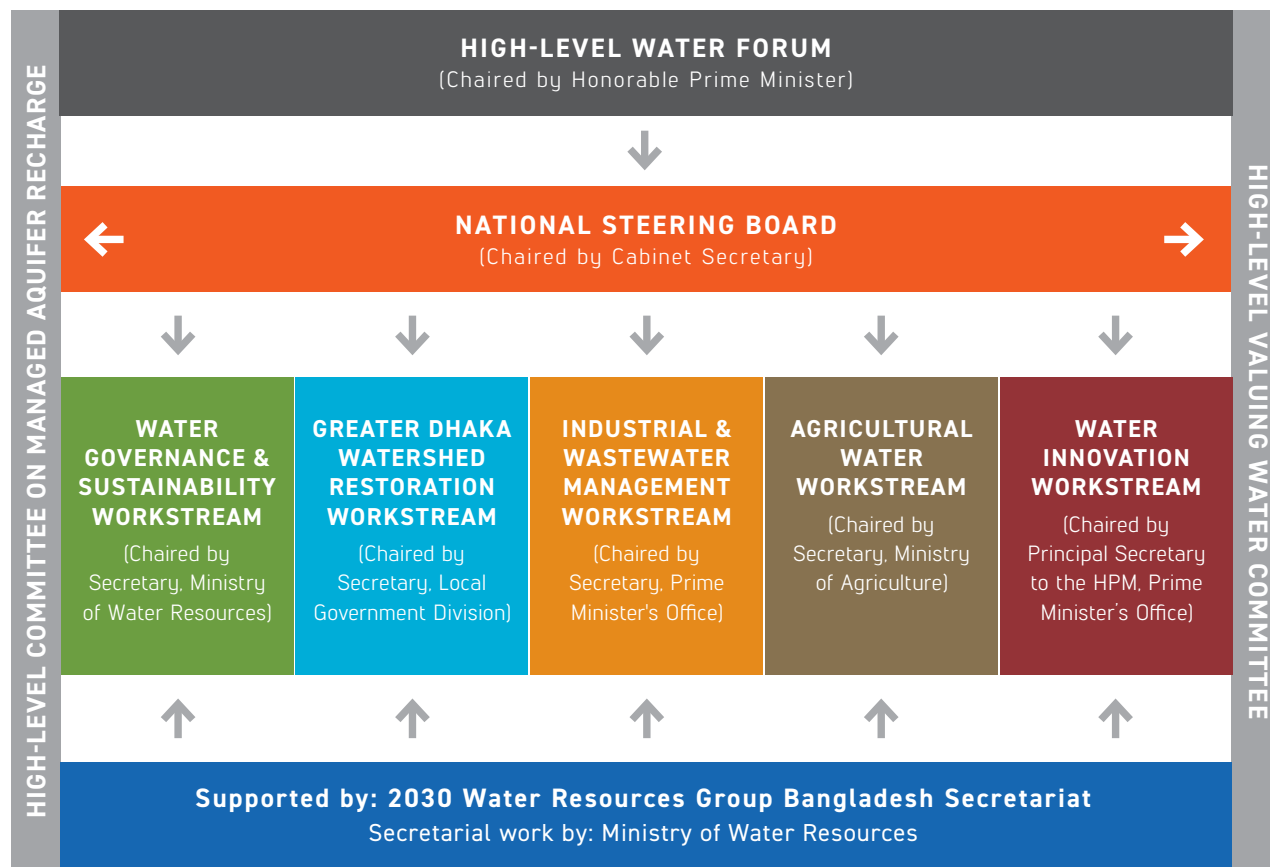 HIGH-LEVEL COMMITTEE ON MANAGED AQUIFER RECHARGE
HIGH-LEVEL WATER FORUM
(Chaired by Honorable Prime Minister)
NATIONAL STEERING BOARD
(Chaired by Cabinet Secretary)
WATER
GOVERNANCE &
SUSTAINABILITY
WORKSTREAM
(Chaired by
Secretary, Ministry
of Water Resources)
GREATER DHAKA
WATERSHED
RESTORATION
WORKSTREAM
(Chaired by
Secretary, Local
Government Division)
INDUSTRIAL &
WASTEWATER
MANAGEMENT
WORKSTREAM
(Chaired by
Secretary, Prime
Minister's Office)
AGRICULTURAL
WATER
WORKSTREAM
(Chaired by
Secretary, Ministry
of Agriculture)
WATER
INNOVATION
WORKSTREAM
(Chaired by
Principal Secretary
to the HPM, Prime
Minister's Office)
Supported by: 2030 Water Resources Group Bangladesh Secretariat
Secretarial work by: Ministry of Water Resources
HIGH-LEVEL VALUING WATER COMMITTEE